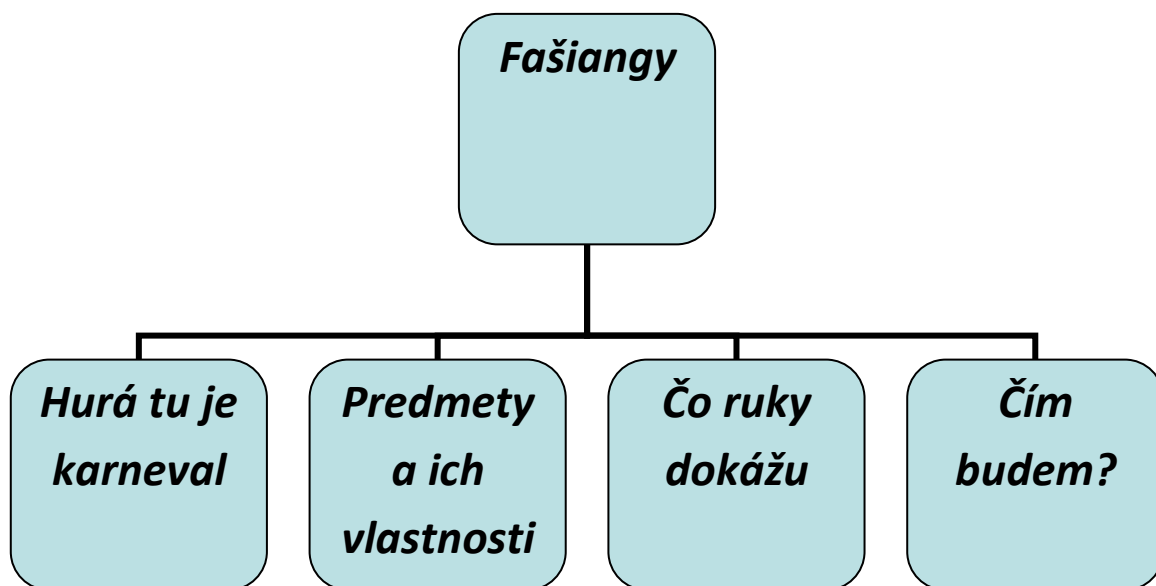 Fašiangy
Hurá tu je
karneval
Predmety
a ich
vlastnosti
Čo ruky
dokážu
Čím
budem?